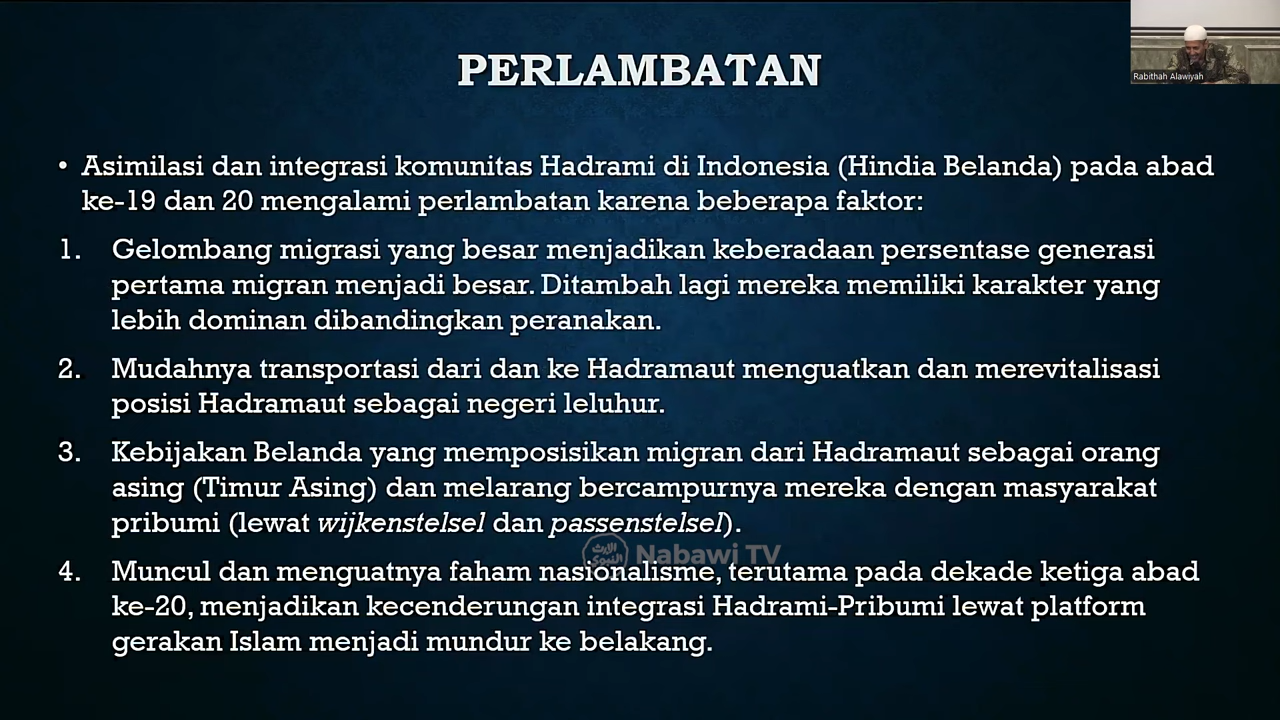 PERLAMBATAN
Rabithah Alawiyah
• Asimilasi dan integrasi komunitas Hadrami di Indonesia (Hindia Belanda) pada abad
ke-19 dan 20 mengalami perlambatan karena beberapa faktor:
1. Gelombang migrasi yang besar menjadikan keberadaan persentase generasi
pertama migran menjadi besar. Ditambah lagi mereka memiliki karakter yang
lebih dominan dibandingkan peranakan.
2. Mudahnya transportasi dari dan ke Hadramaut menguatkan dan merevitalisasi
posisi Hadramaut sebagai negeri leluhur.
3. Kebijakan Belanda yang memposisikan migran dari Hadramaut sebagai orang
asing (Timur Asing) dan melarang bercampurnya mereka dengan masyarakat
pribumi (lewat wijkenstelsel dan passenstelsel).
الإرث
النبوي
Nabawi TV
4. Muncul dan menguatnya faham nasionalisme, terutama pada dekade ketiga abad
ke-20, menjadikan kecenderungan integrasi Hadrami-Pribumi lewat platform
gerakan Islam menjadi mundur ke belakang.